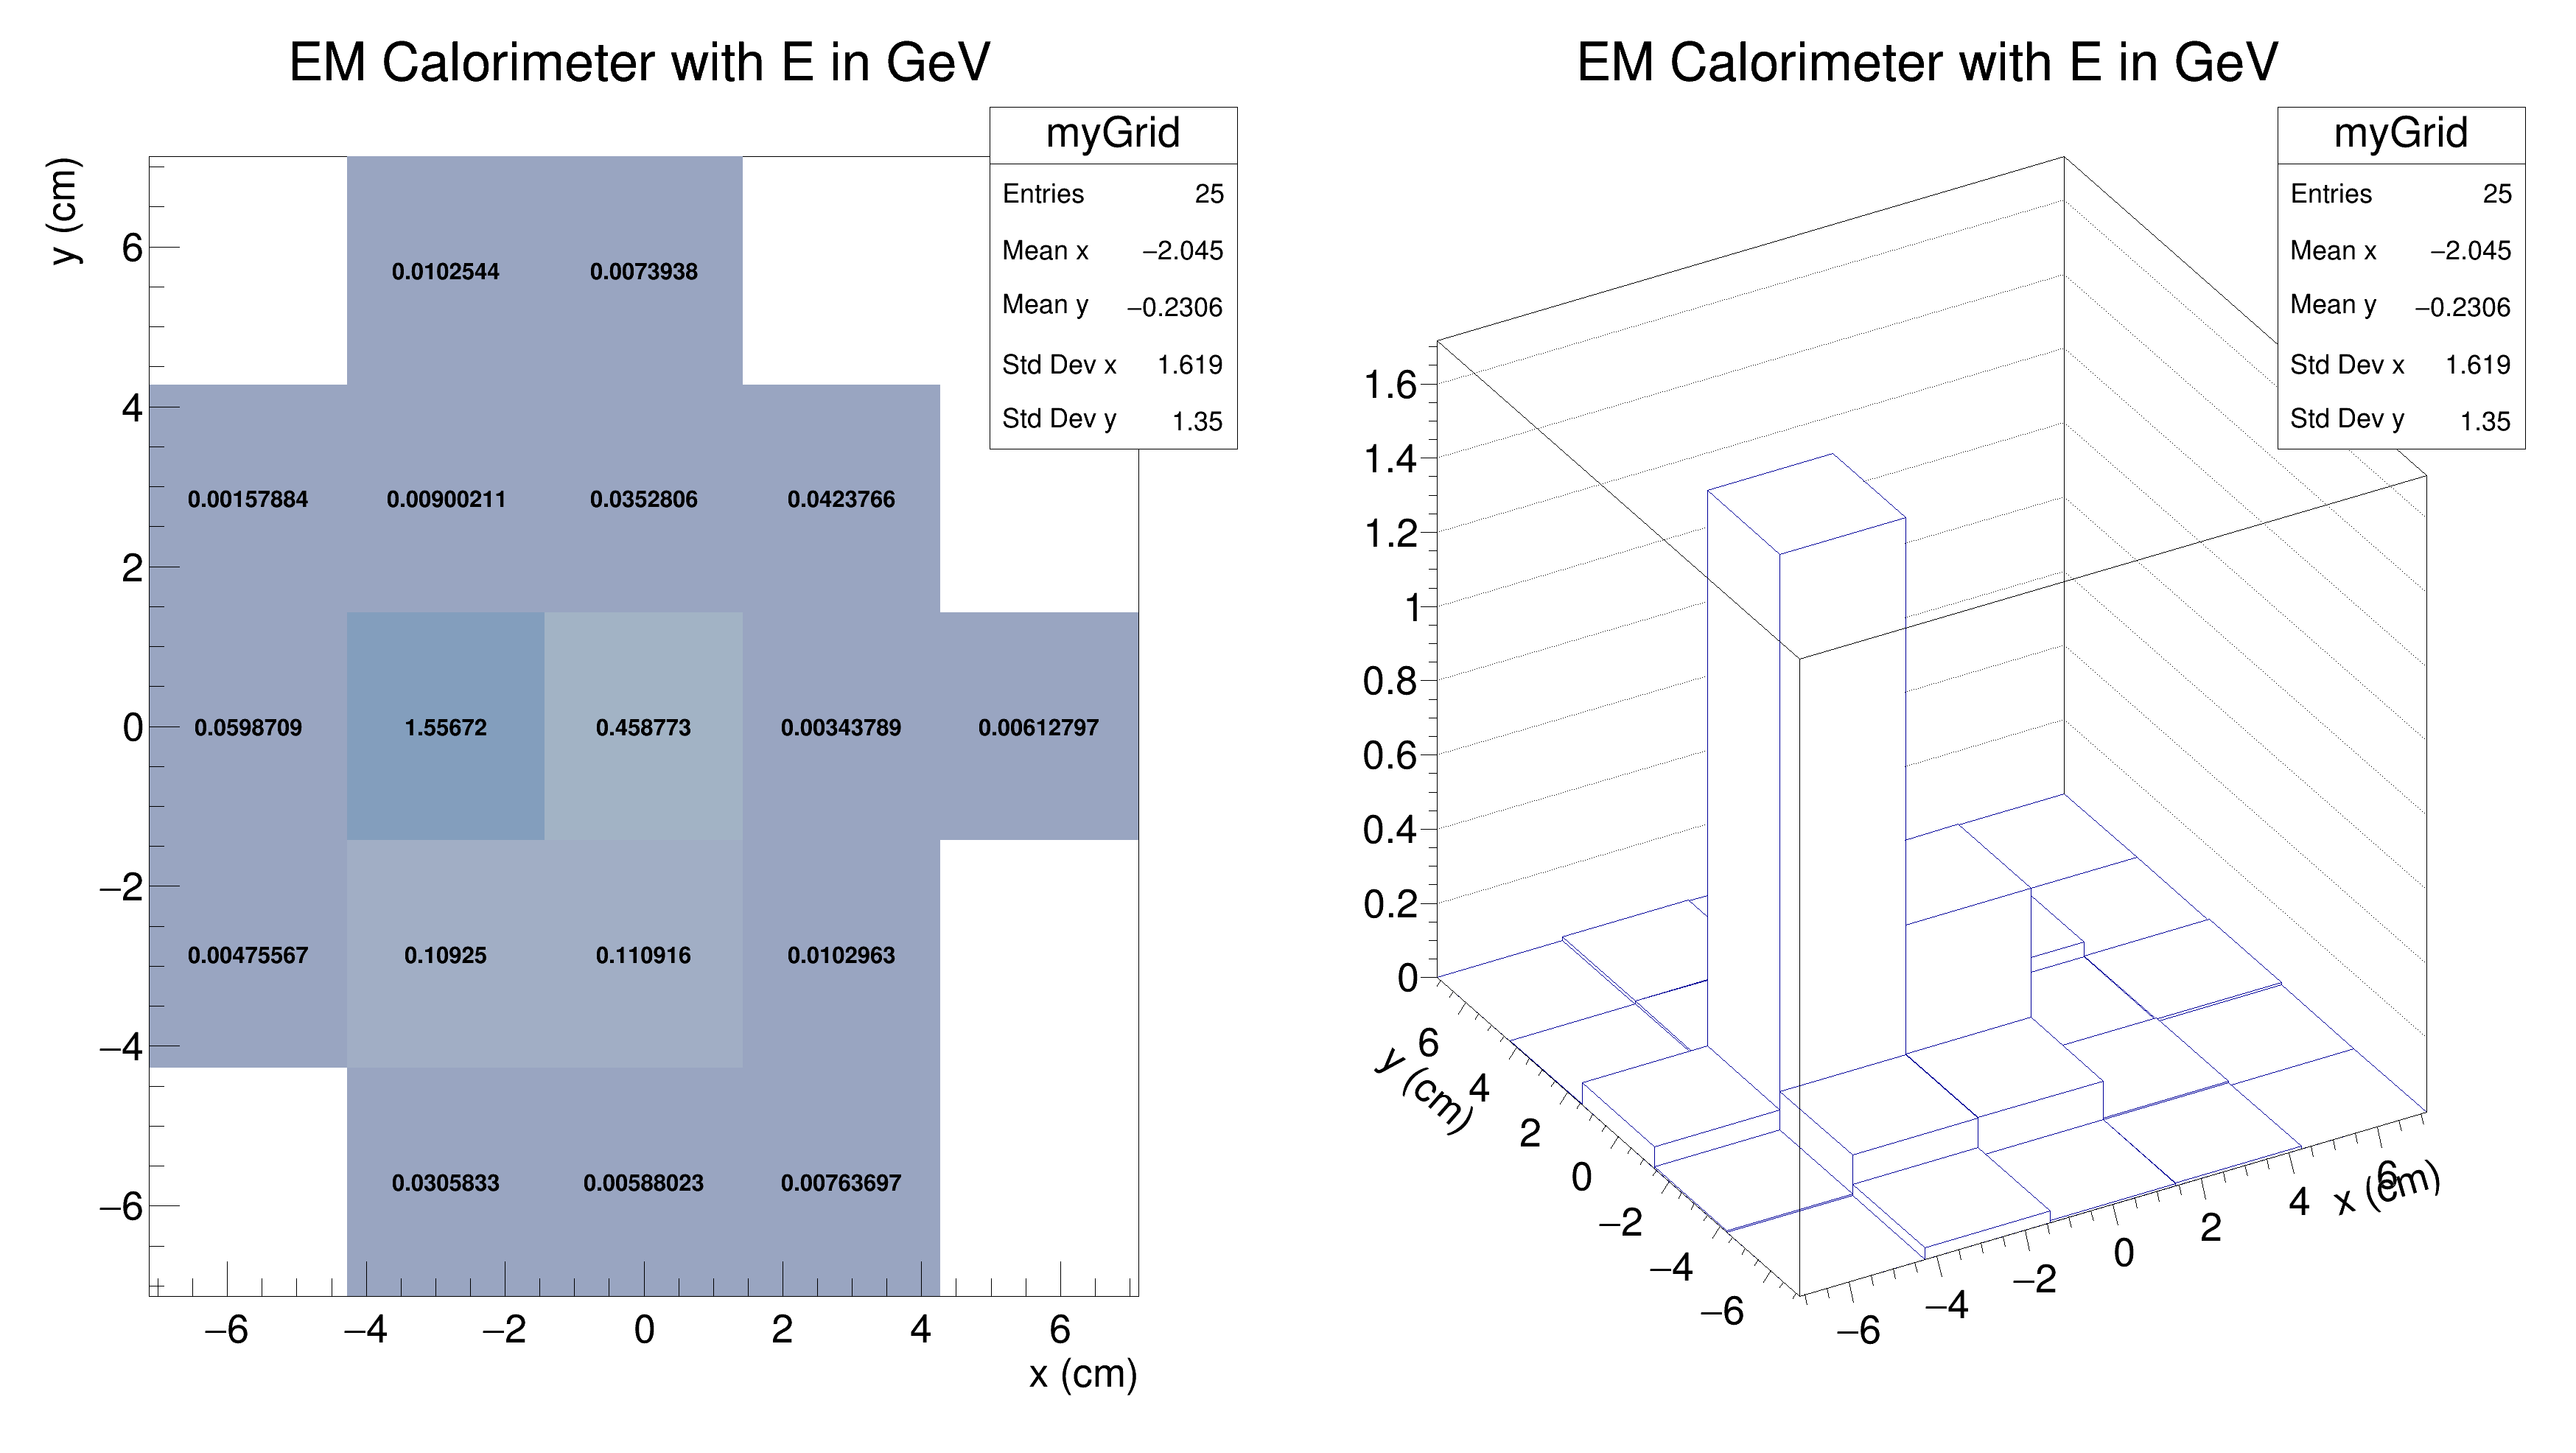 EM Calorimeter with E in GeV
myGrid
Entries 25
Mean x −2.045
Mean y −0.2306
Std Dev x 1.619
Std Dev y 1.35
y (cm)
6
4
2
0
−2
−4
−6
0.0102544 0.0073938
0.00157884 0.00900211 0.0352806 0.0423766
0.0598709 1.55672 0.458773 0.00343789 0.00612797
0.00475567 0.10925 0.110916 0.0102963
0.0305833 0.00588023 0.00763697
−6 −4 −2 0 2 4 6
x (cm)
EM Calorimeter with E in GeV
myGrid
Entries 25
Mean x −2.045
Mean y −0.2306
Std Dev x 1.619
Std Dev y 1.35
1.6
1.4
1.2
1
0.8
0.6
0.4
0.2
0
6
4
2
0
−2
−4
−6
y (cm)
−6
−4
−2
0
2
4
6
x (cm)